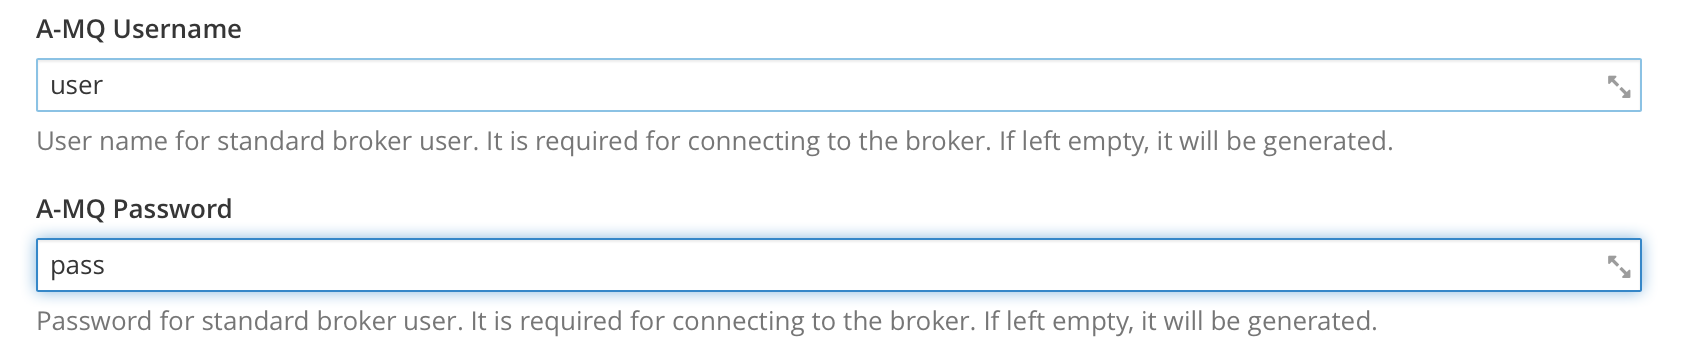 A-MQ Username
user
User name for standard broker user. It is required for connecting to the broker. If left empty, it will be generated.
A-MQ Password
pass
Password for standard broker user. It is required for connecting to the broker. If left empty, it will be generated.